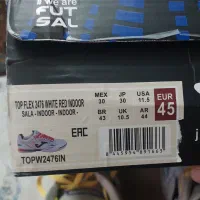 we are
FUT
SAL
TOP FLEX 2476 WHITE RED INDOOR
SALA - INDOOR - INDOOR -
MEX
30
JP
30
USA
11.5
BR
43
UK
10.5
AR
44
EUR
45
EAC
TOPW2476IN